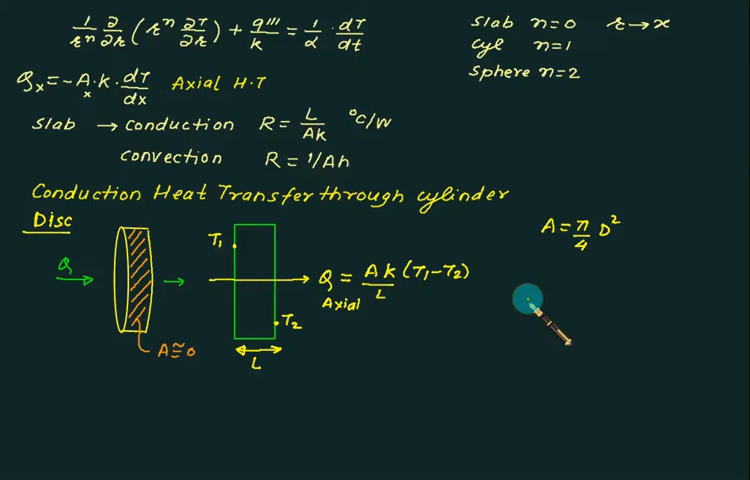 1/r^n ∂/∂r (r^n ∂T/∂r) + q'''/k = 1/α · dT/dt
slab n=0 r→x
cyl n=1
sphere n=2
Qx = -Ax·k·dT/dx Axial H.T
slab → conduction R = L/Ak °C/W
convection R = 1/Ah
Conduction Heat Transfer through cylinder
Disc
A = π/4 D²
T1
Q
Q = Ak/L (T1-T2)
Axial
T2
A≅0
L